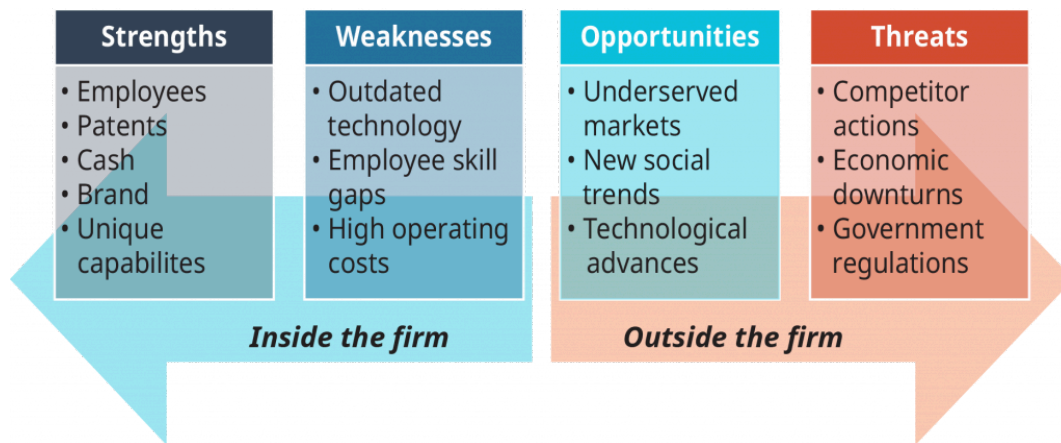 Strengths
• Employees
• Patents
• Cash
• Brand
• Unique
capabilites
Weaknesses
• Outdated
technology
• Employee skill
gaps
• High operating
costs
Opportunities
• Underserved
markets
• New social
trends
• Technological
advances
Threats
• Competitor
actions
• Economic
downturns
• Government
regulations
Inside the firm
Outside the firm